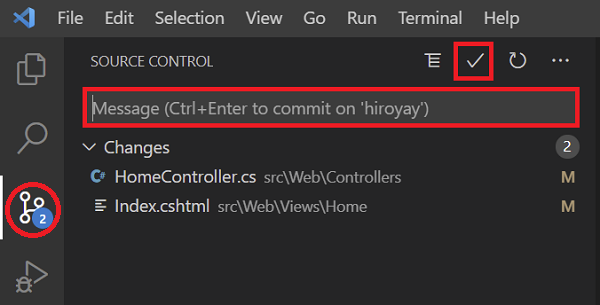 File Edit Selection View Go Run Terminal Help
SOURCE CONTROL
Message (Ctrl+Enter to commit on 'hiroyay')
Changes 2
C# HomeController.cs src\Web\Controllers M
Index.cshtml src\Web\Views\Home M
2